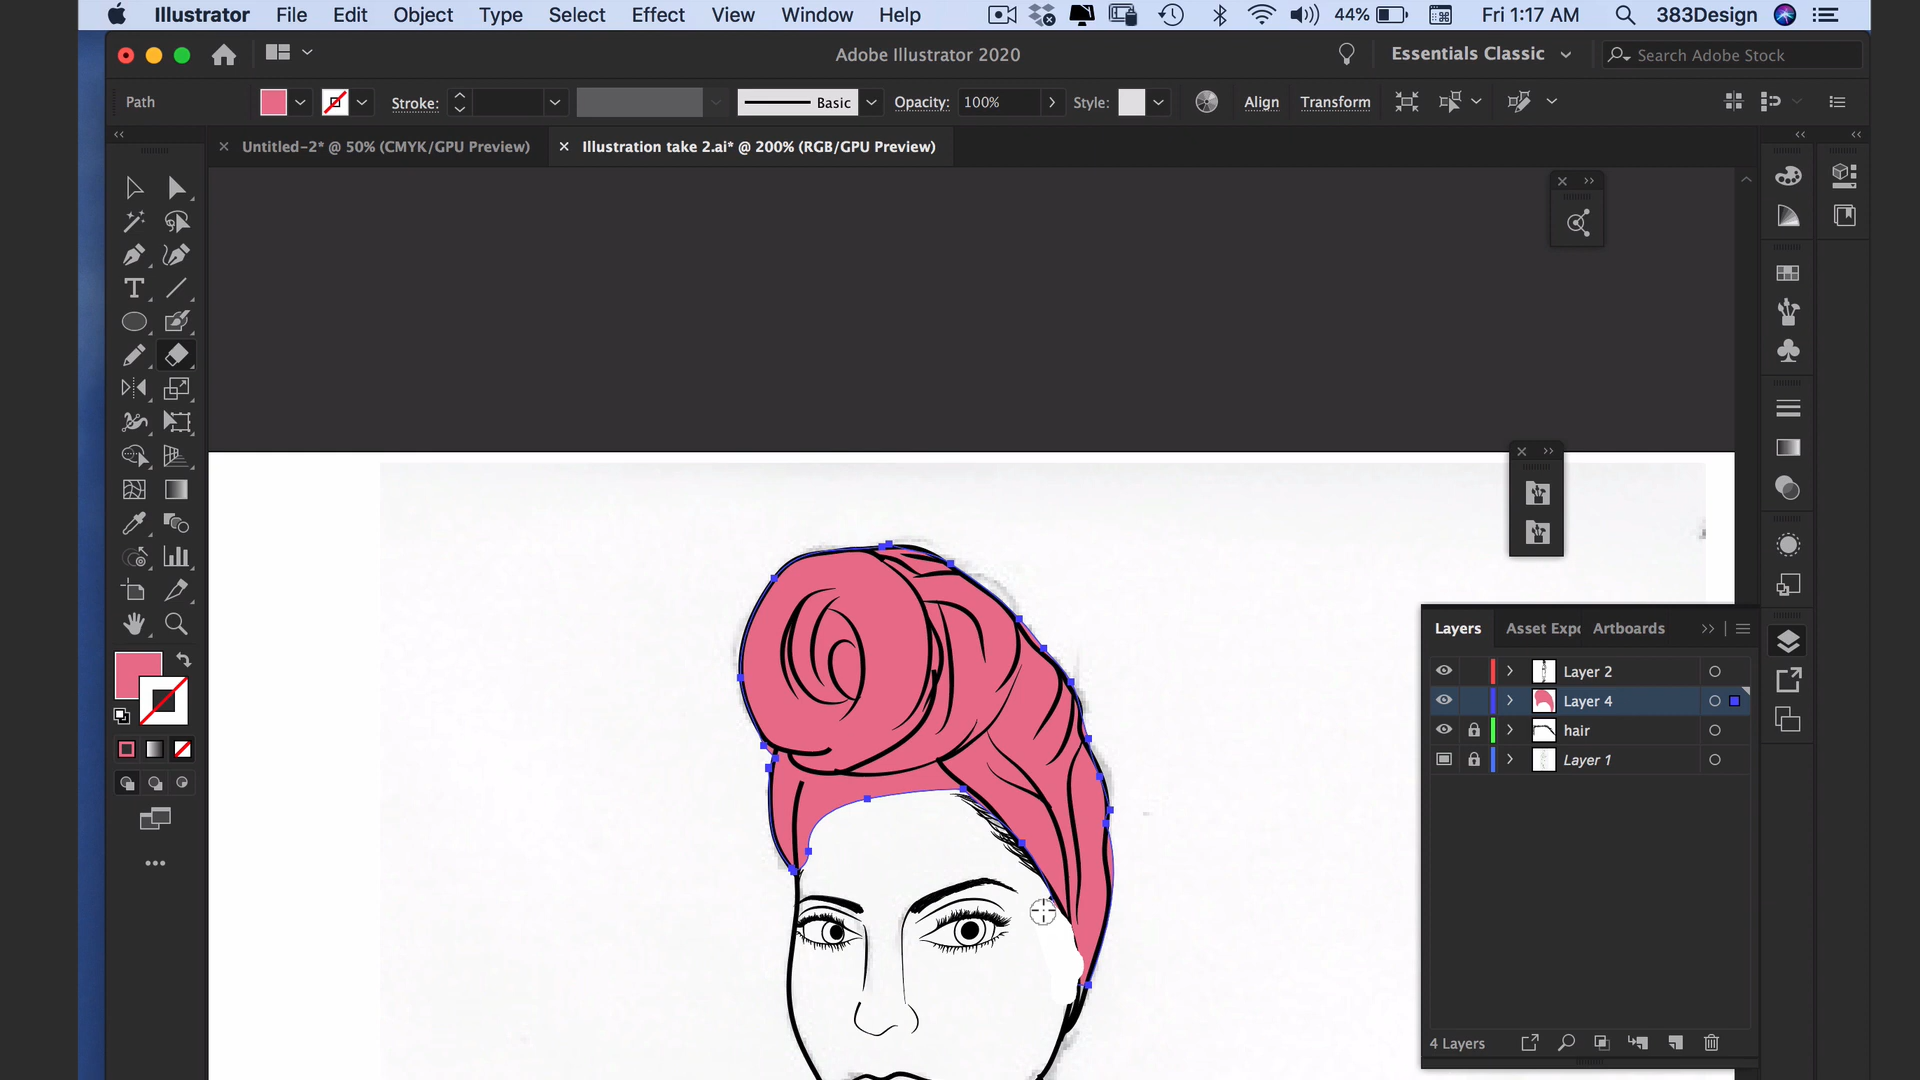 Illustrator File Edit Object Type Select Effect View Window Help 44% Fri 1:17 AM 383Design
Adobe Illustrator 2020 Essentials Classic Search Adobe Stock
Path Stroke: Basic Opacity: 100% Style: Align Transform
Untitled-2* @ 50% (CMYK/GPU Preview) Illustration take 2.ai* @ 200% (RGB/GPU Preview)
Layers Asset Expo Artboards
Layer 2
Layer 4
hair
Layer 1
4 Layers